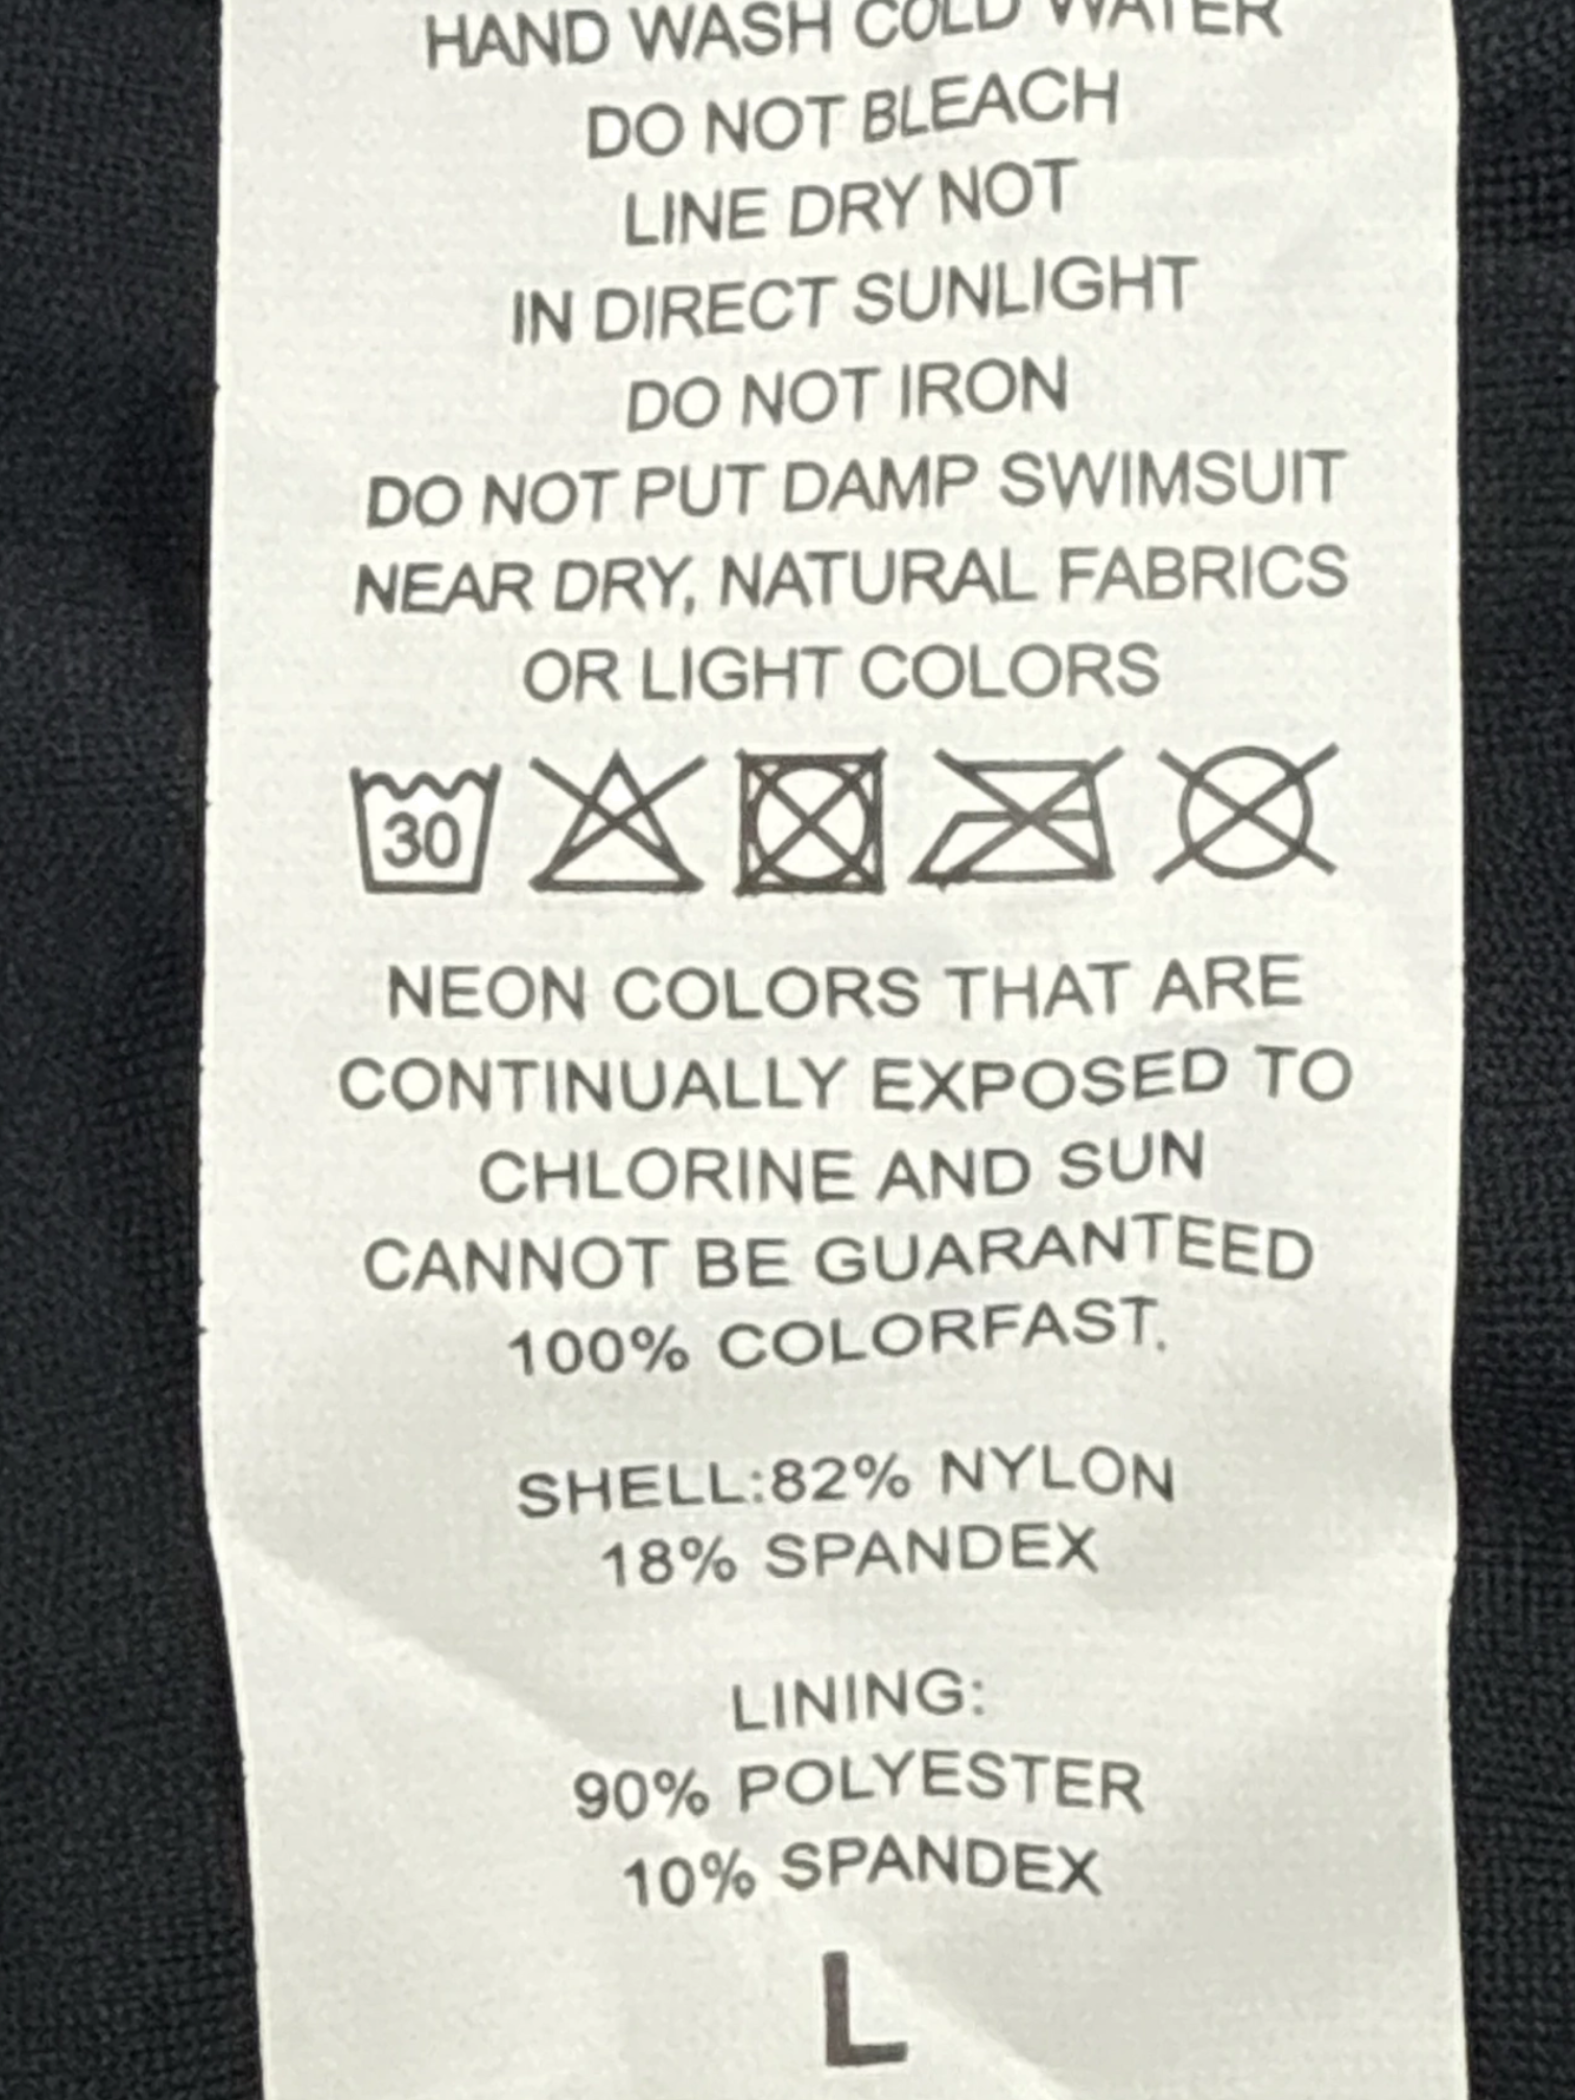 HAND WASH COLD WATER
DO NOT BLEACH
LINE DRY NOT
IN DIRECT SUNLIGHT
DO NOT IRON
DO NOT PUT DAMP SWIMSUIT
NEAR DRY, NATURAL FABRICS
OR LIGHT COLORS
30
NEON COLORS THAT ARE
CONTINUALLY EXPOSED TO
CHLORINE AND SUN
CANNOT BE GUARANTEED
100% COLORFAST.
SHELL:82% NYLON
18% SPANDEX
LINING:
90% POLYESTER
10% SPANDEX
L